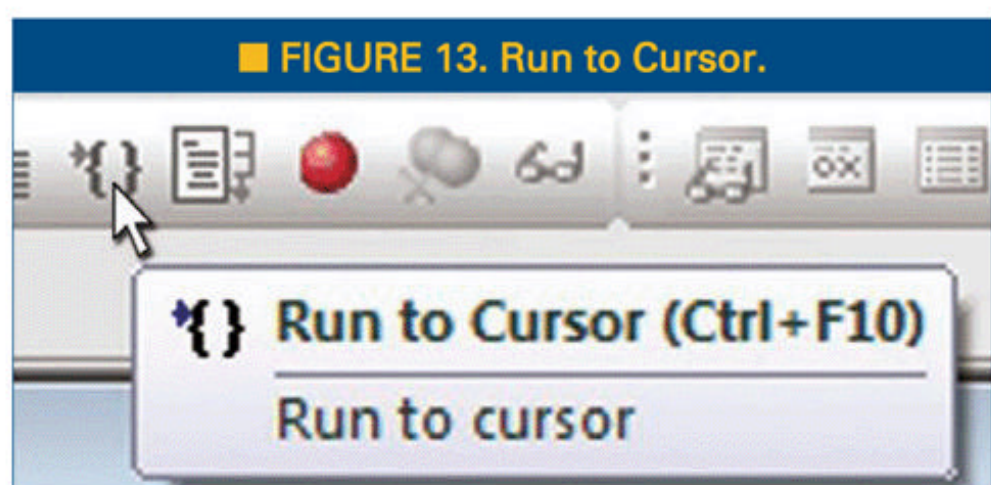 ■ FIGURE 13. Run to Cursor.
Run to Cursor (Ctrl+F10)
Run to cursor